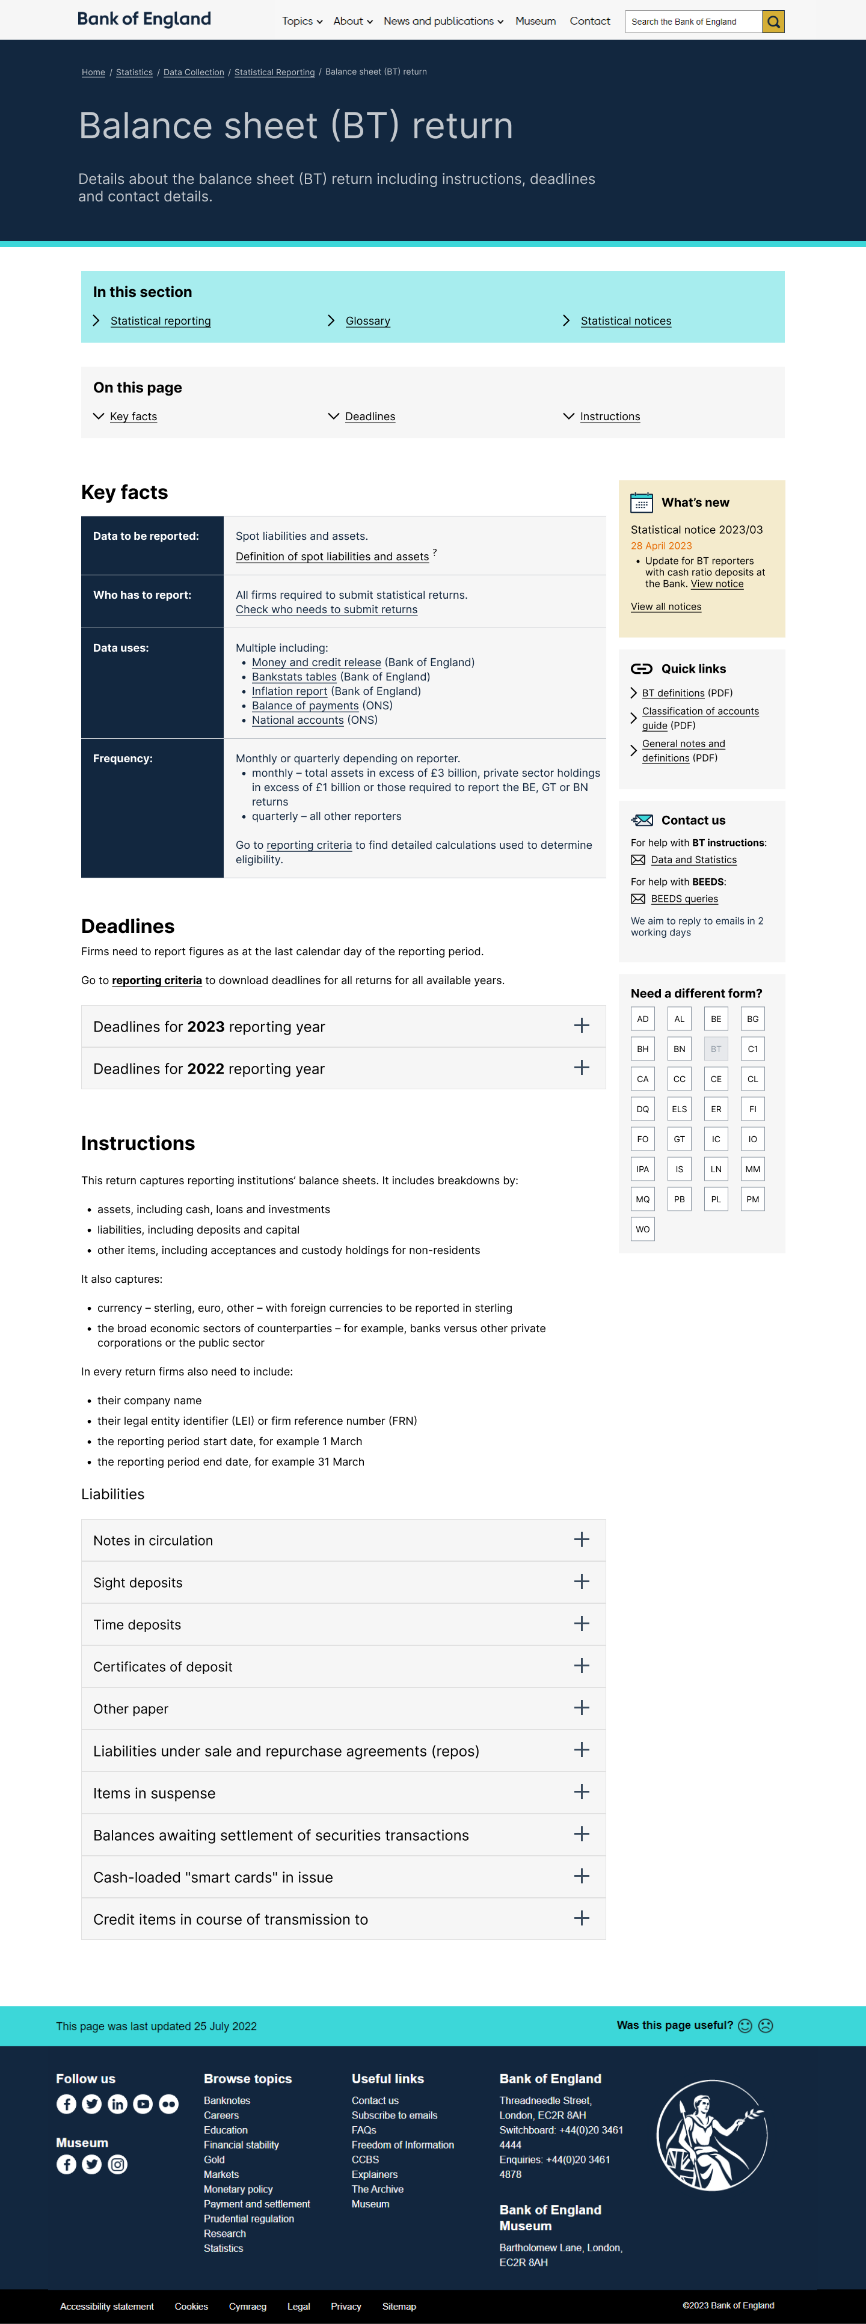 Bank of England
Topics
About
News and publications
Museum
Contact
Search the Bank of England
Home / Statistics / Data Collection / Statistical Reporting / Balance sheet (BT) return
Balance sheet (BT) return
Details about the balance sheet (BT) return including instructions, deadlines
and contact details.
In this section
Statistical reporting
Glossary
Statistical notices
On this page
Key facts
Deadlines
Instructions
Key facts
Data to be reported:
Spot liabilities and assets.
Definition of spot liabilities and assets ?
Who has to report:
All firms required to submit statistical returns.
Check who needs to submit returns
Data uses:
Multiple including:
• Money and credit release (Bank of England)
• Bankstats tables (Bank of England)
• Inflation report (Bank of England)
• Balance of payments (ONS)
• National accounts (ONS)
Frequency:
Monthly or quarterly depending on reporter.
• monthly – total assets in excess of £3 billion, private sector holdings
in excess of £1 billion or those required to report the BE, GT or BN
returns
• quarterly – all other reporters
Go to reporting criteria to find detailed calculations used to determine
eligibility.
What's new
Statistical notice 2023/03
28 April 2023
• Update for BT reporters
with cash ratio deposits at
the Bank. View notice
View all notices
Quick links
BT definitions (PDF)
Classification of accounts
guide (PDF)
General notes and
definitions (PDF)
Contact us
For help with BT instructions:
Data and Statistics
For help with BEEDS:
BEEDS queries
We aim to reply to emails in 2
working days
Need a different form?
AD AL BE BG
BH BN BT C1
CA CC CE CL
DQ ELS ER FI
FO GT IC IO
IPA IS LN MM
MQ PB PL PM
WO
Deadlines
Firms need to report figures as at the last calendar day of the reporting period.
Go to reporting criteria to download deadlines for all returns for all available years.
Deadlines for 2023 reporting year
Deadlines for 2022 reporting year
Instructions
This return captures reporting institutions' balance sheets. It includes breakdowns by:
• assets, including cash, loans and investments
• liabilities, including deposits and capital
• other items, including acceptances and custody holdings for non-residents
It also captures:
• currency – sterling, euro, other – with foreign currencies to be reported in sterling
• the broad economic sectors of counterparties – for example, banks versus other private
corporations or the public sector
In every return firms also need to include:
• their company name
• their legal entity identifier (LEI) or firm reference number (FRN)
• the reporting period start date, for example 1 March
• the reporting period end date, for example 31 March
Liabilities
Notes in circulation
Sight deposits
Time deposits
Certificates of deposit
Other paper
Liabilities under sale and repurchase agreements (repos)
Items in suspense
Balances awaiting settlement of securities transactions
Cash-loaded "smart cards" in issue
Credit items in course of transmission to
This page was last updated 25 July 2022
Was this page useful?
Follow us
Museum
Browse topics
Banknotes
Careers
Education
Financial stability
Gold
Markets
Monetary policy
Payment and settlement
Prudential regulation
Research
Statistics
Useful links
Contact us
Subscribe to emails
FAQs
Freedom of Information
CCBS
Explainers
The Archive
Museum
Bank of England
Threadneedle Street,
London, EC2R 8AH
Switchboard: +44(0)20 3461
4444
Enquiries: +44(0)20 3461
4878
Bank of England
Museum
Bartholomew Lane, London,
EC2R 8AH
Accessibility statement
Cookies
Cymraeg
Legal
Privacy
Sitemap
©2023 Bank of England